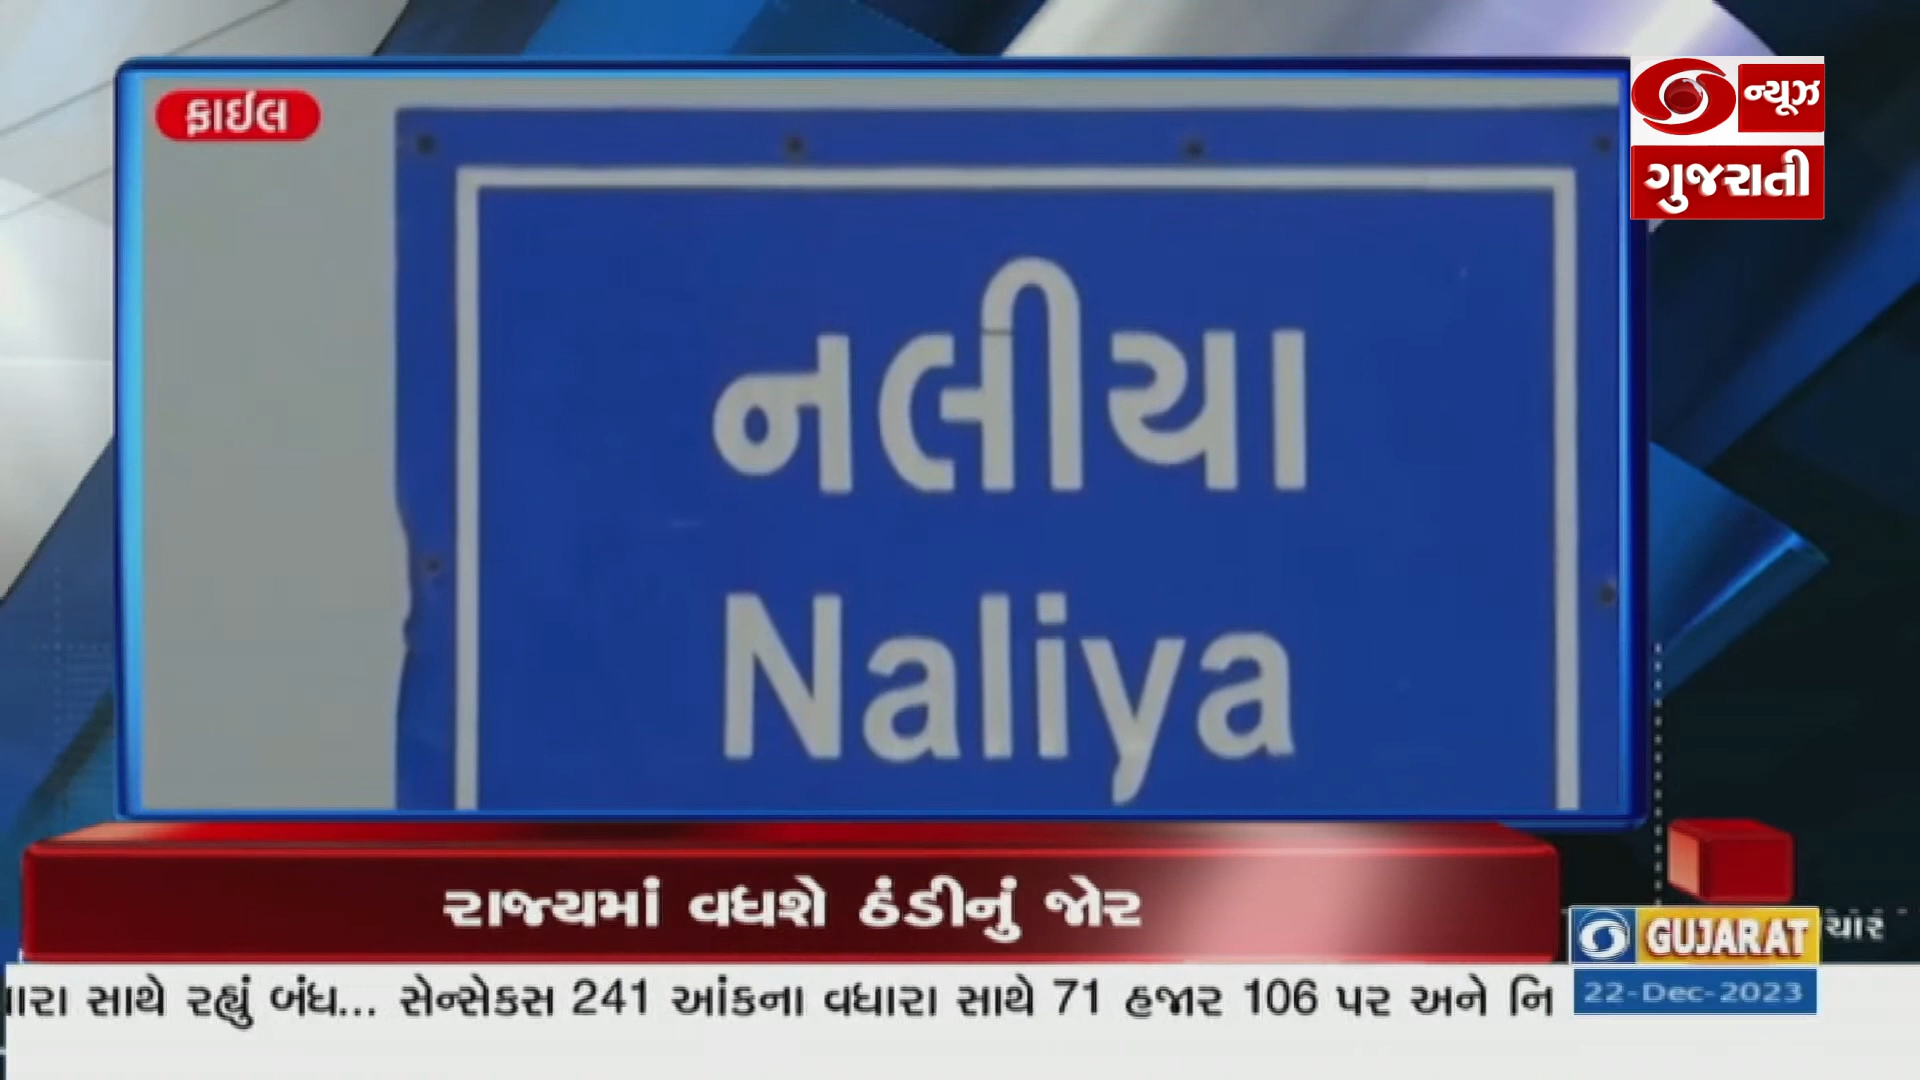 ફાઈલ
ન્યૂઝ
ગુજરાતી
નલીયા
Naliya
રાજ્યમાં વધશે ઠંડીનું જોર
ચાર
GUJARAT
સાથે રહ્યું બંધ... સેન્સેકસ 241 આંકના વધારા સાથે 71 હજાર 106 પર અને નિ
22-Dec-2023